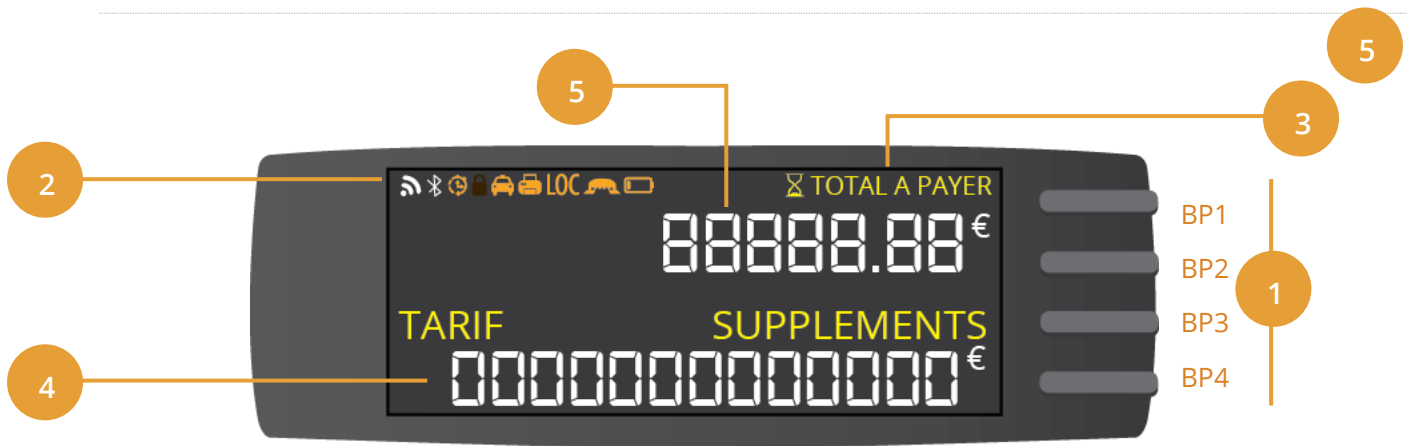 5
5
3
2
LOC
TOTAL A PAYER
88888.88 €
BP1
BP2
1
TARIF SUPPLEMENTS
BP3
0000000000000 €
4
BP4